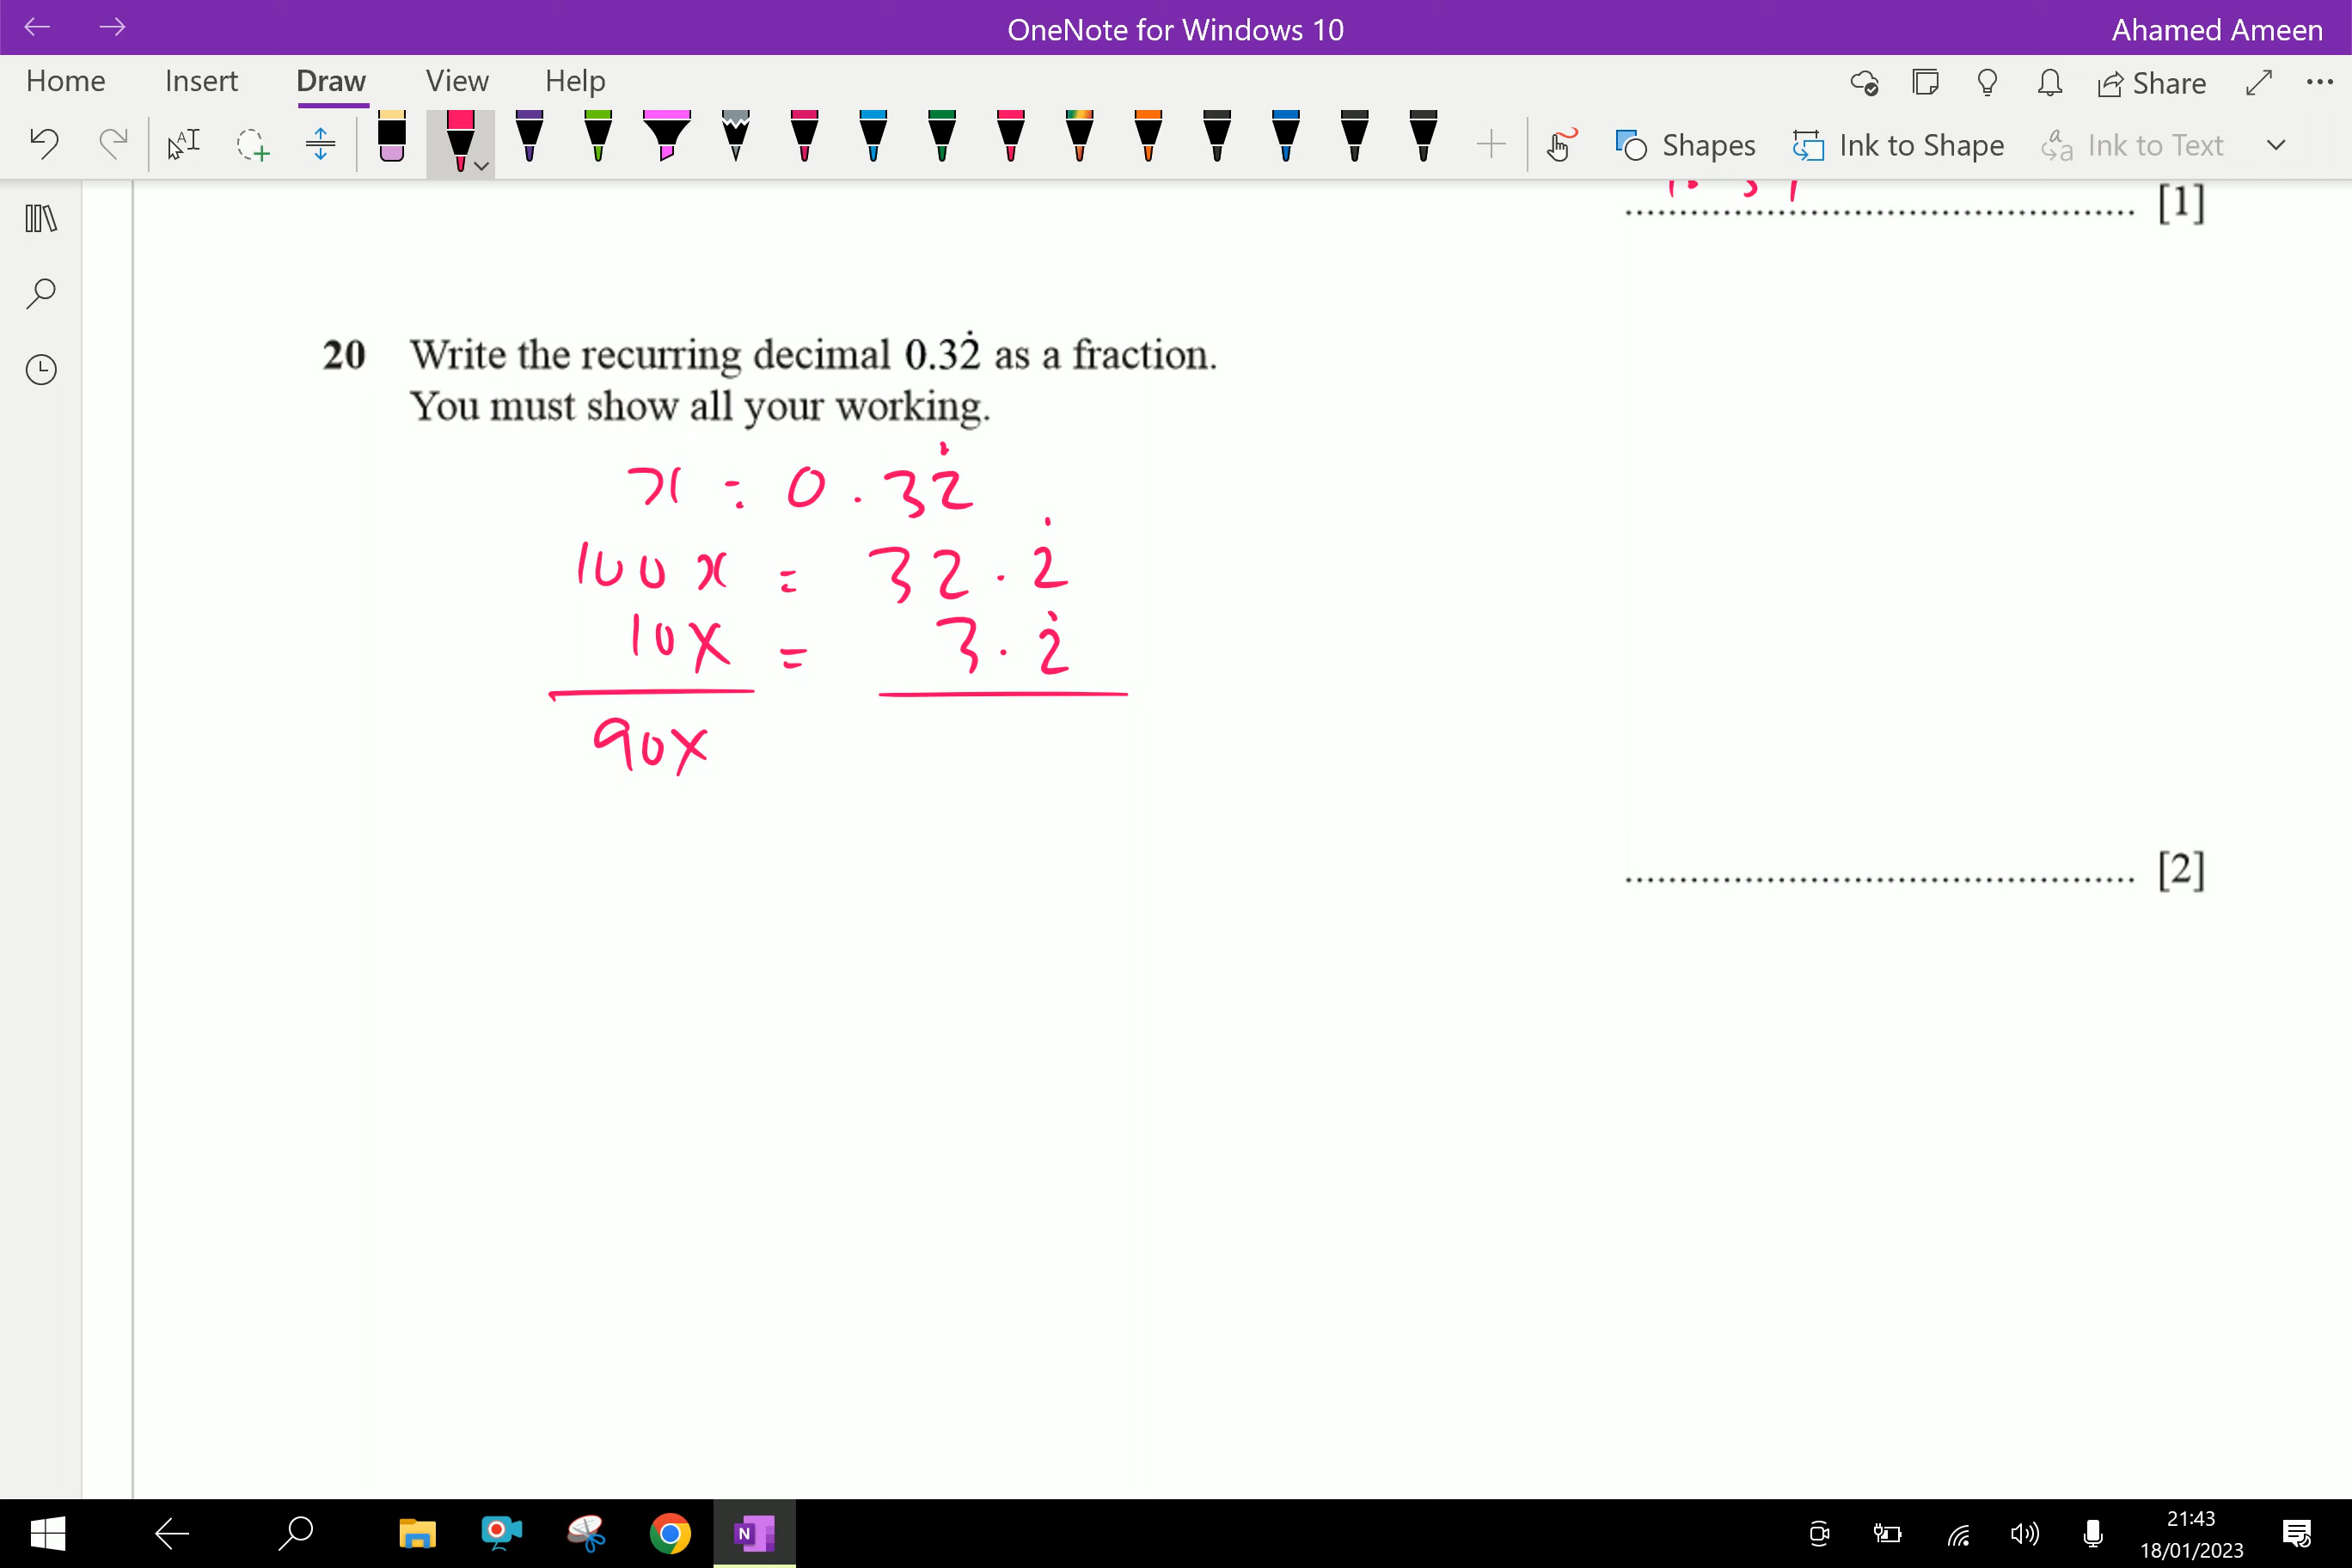 OneNote for Windows 10
Ahamed Ameen
Home Insert Draw View Help
Share
Shapes Ink to Shape Ink to Text
[1]
20 Write the recurring decimal 0.32̇ as a fraction.
You must show all your working.
x = 0.32̇
100x = 32.2̇
10x = 3.2̇
90x
[2]
21:43
18/01/2023